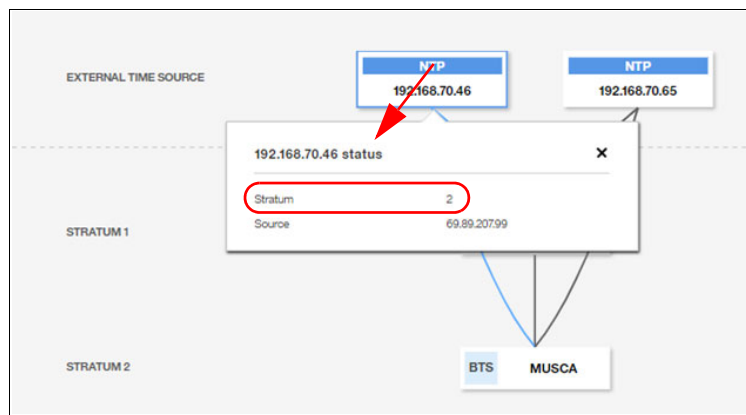 NTP
NTP
EXTERNAL TIME SOURCE
192.168.70.46
192.168.70.65
192.168.70.46 status
×
Stratum 2
Source 69.89.207.99
STRATUM 1
STRATUM 2
BTS MUSCA